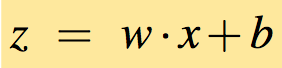 z = w · x + b